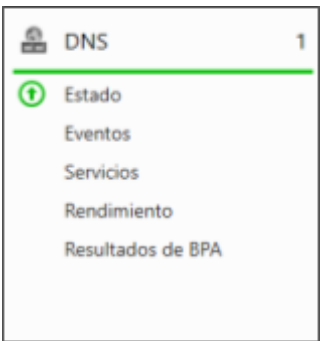 DNS 1
Estado
Eventos
Servicios
Rendimiento
Resultados de BPA